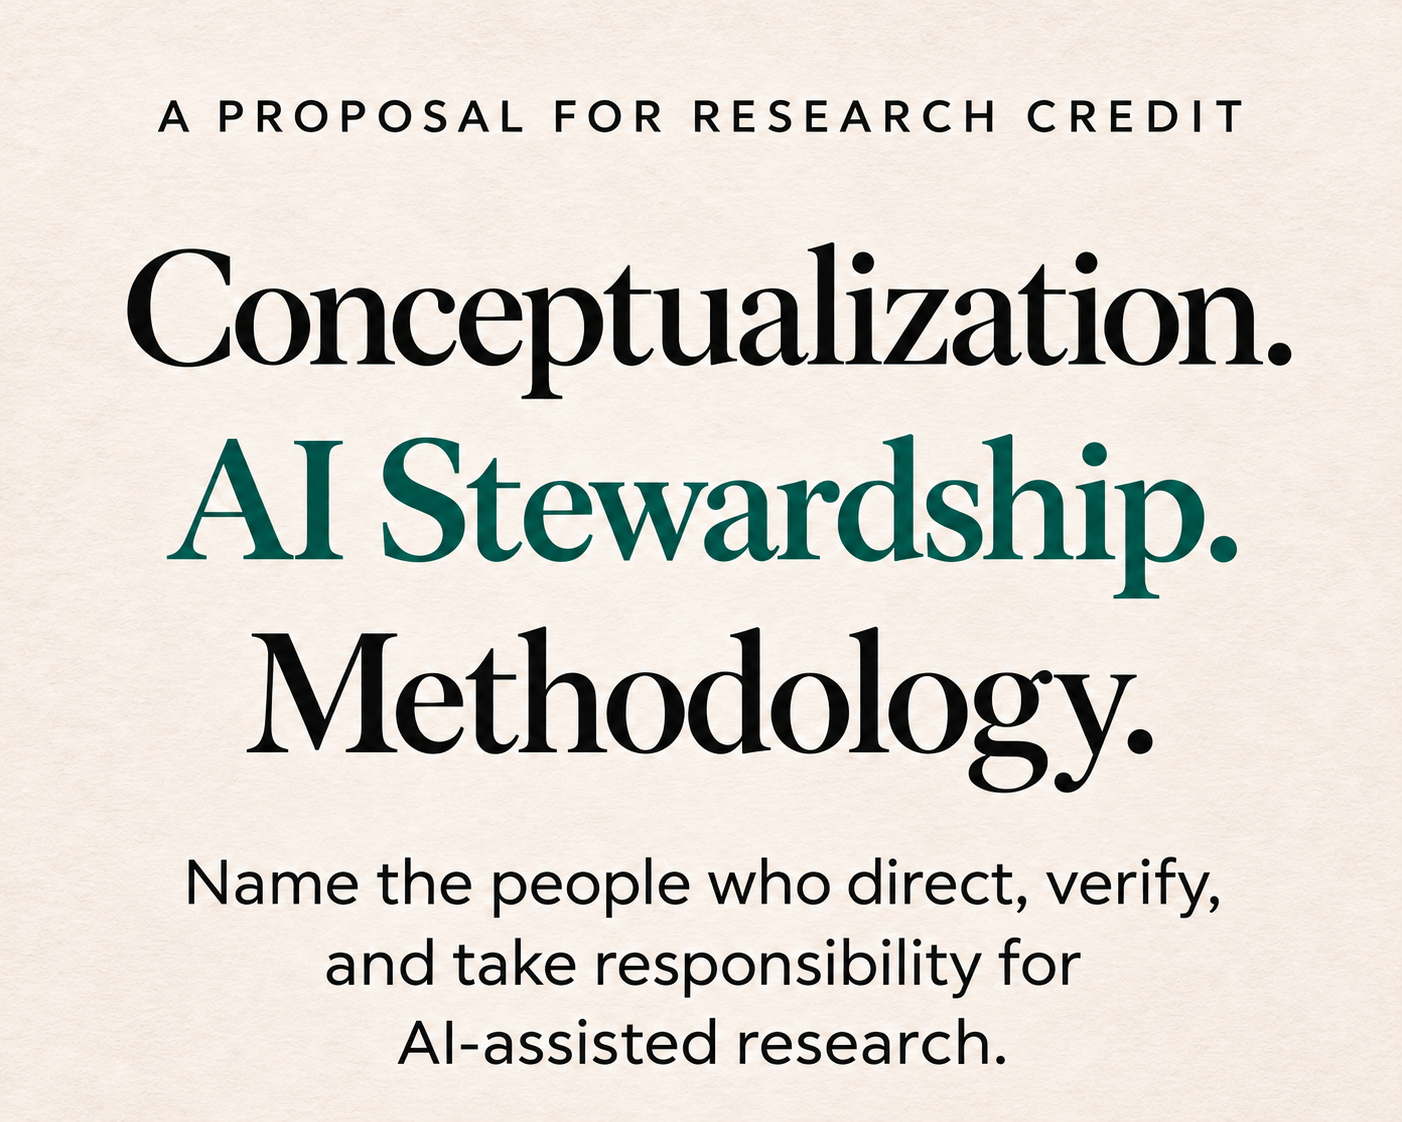 A PROPOSAL FOR RESEARCH CREDIT
Conceptualization.
AI Stewardship.
Methodology.
Name the people who direct, verify,
and take responsibility for
AI-assisted research.